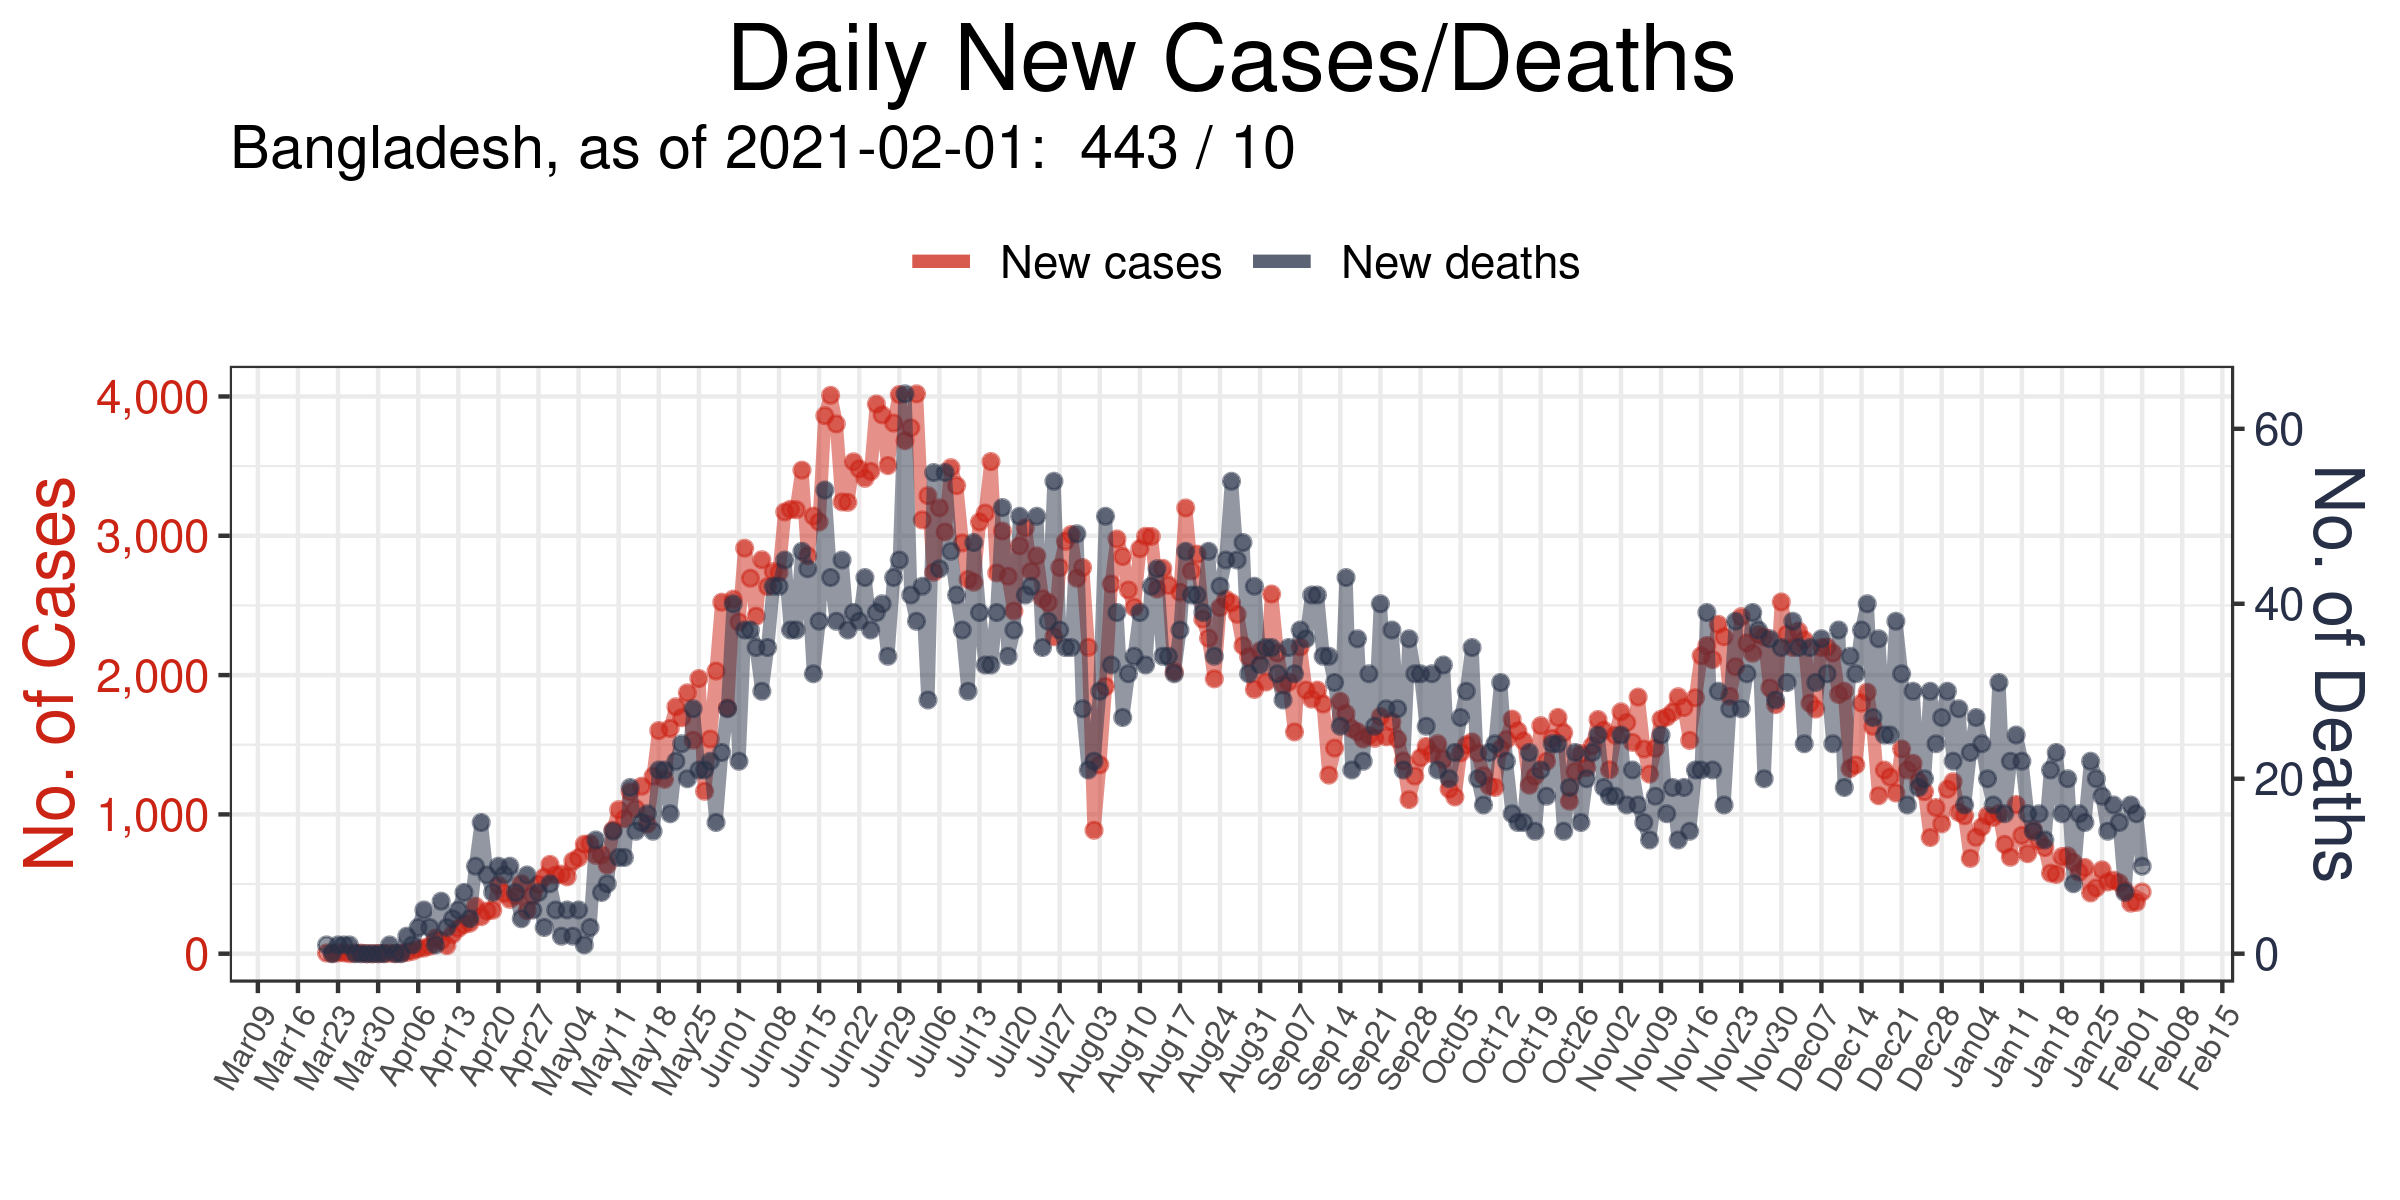 Daily New Cases/Deaths
Bangladesh, as of 2021-02-01:  443 / 10
New cases
New deaths
No. of Cases
4,000
3,000
2,000
1,000
0
60
40
20
0
No. of Deaths
Mar09
Mar16
Mar23
Mar30
Apr06
Apr13
Apr20
Apr27
May04
May11
May18
May25
Jun01
Jun08
Jun15
Jun22
Jun29
Jul06
Jul13
Jul20
Jul27
Aug03
Aug10
Aug17
Aug24
Aug31
Sep07
Sep14
Sep21
Sep28
Oct05
Oct12
Oct19
Oct26
Nov02
Nov09
Nov16
Nov23
Nov30
Dec07
Dec14
Dec21
Dec28
Jan04
Jan11
Jan18
Jan25
Feb01
Feb08
Feb15